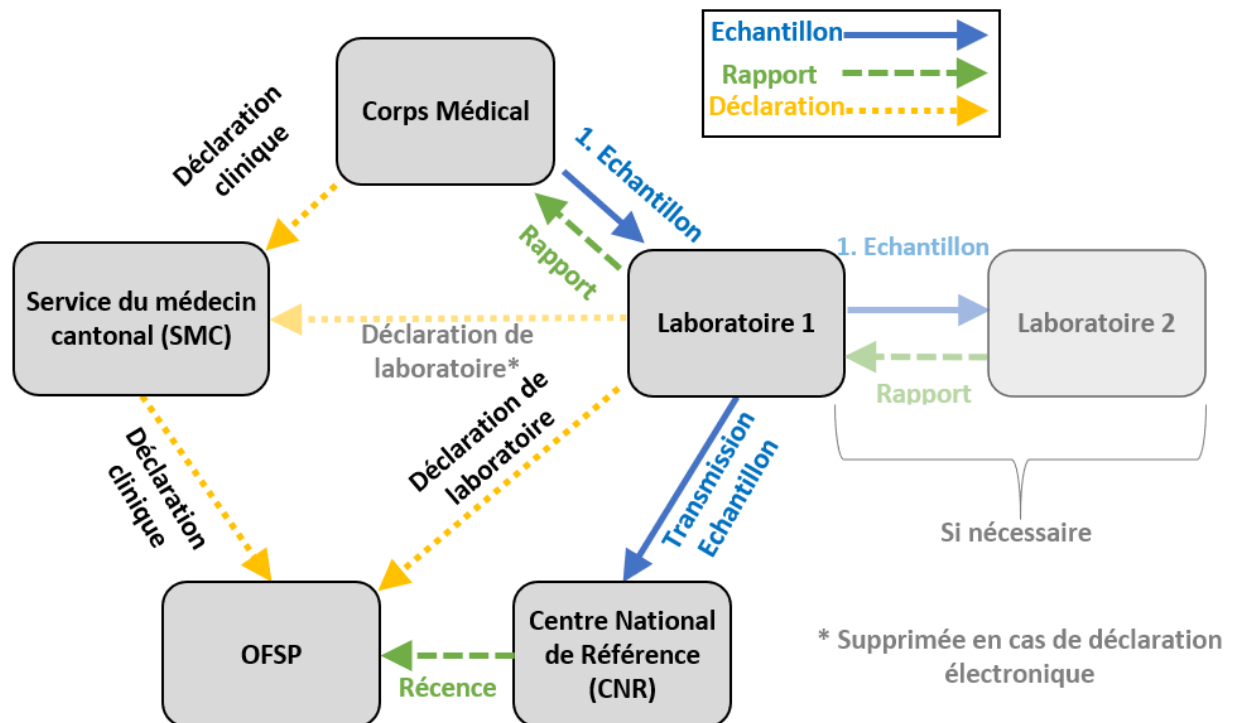 Echantillon
Rapport
Déclaration
Corps Médical
Déclaration
clinique
1. Echantillon
Rapport
Service du médecin
cantonal (SMC)
Déclaration de
laboratoire*
Laboratoire 1
1. Echantillon
Rapport
Laboratoire 2
Si nécessaire
Déclaration
clinique
Déclaration de
laboratoire
Transmission
Echantillon
OFSP
Récence
Centre National
de Référence
(CNR)
* Supprimée en cas de déclaration
électronique